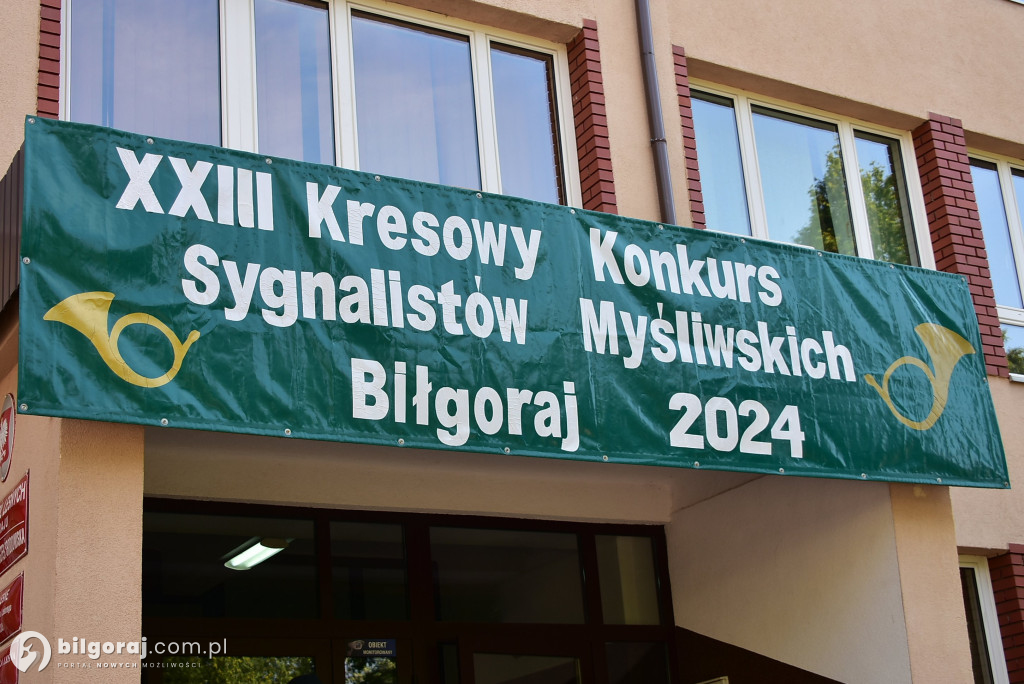 XXIII Kresowy Konkurs
Sygnalistów Myśliwskich
Biłgoraj 2024
OBIEKT
MONITOROWANY
bilgoraj.com.pl
PORTAL NOWYCH MOŻLIWOŚCI